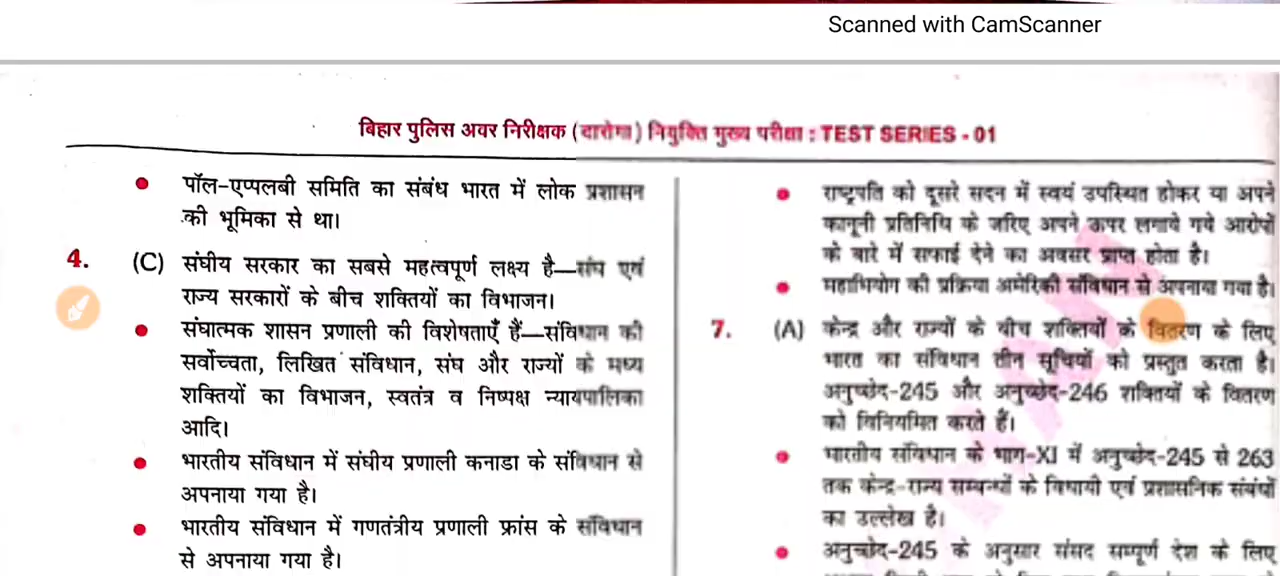 Scanned with CamScanner
बिहार पुलिस अवर निरीक्षक (दारोगा) नियुक्ति मुख्य परीक्षा : TEST SERIES - 01
● पॉल-एप्पलबी समिति का संबंध भारत में लोक प्रशासन
की भूमिका से था।
4. (C) संघीय सरकार का सबसे महत्वपूर्ण लक्ष्य है—संघ एवं
राज्य सरकारों के बीच शक्तियों का विभाजन।
● संघात्मक शासन प्रणाली की विशेषताएँ हैं—संविधान की
सर्वोच्चता, लिखित संविधान, संघ और राज्यों के मध्य
शक्तियों का विभाजन, स्वतंत्र व निष्पक्ष न्यायपालिका
आदि।
● भारतीय संविधान में संघीय प्रणाली कनाडा के संविधान से
अपनाया गया है।
● भारतीय संविधान में गणतंत्रीय प्रणाली फ्रांस के संविधान
से अपनाया गया है।
● राष्ट्रपति को दूसरे सदन में स्वयं उपस्थित होकर या अपने
कानूनी प्रतिनिधि के जरिए अपने ऊपर लगाये गये आरोपों
के बारे में सफाई देने का अवसर प्राप्त होता है।
● महाभियोग की प्रक्रिया अमेरिकी संविधान से अपनाया गया है।
7. (A) केन्द्र और राज्यों के बीच शक्तियों के वितरण के लिए
भारत का संविधान तीन सूचियों को प्रस्तुत करता है।
अनुच्छेद-245 और अनुच्छेद-246 शक्तियों के वितरण
को विनियमित करते हैं।
● भारतीय संविधान के भाग-XI में अनुच्छेद-245 से 263
तक केन्द्र-राज्य सम्बन्धों के विधायी एवं प्रशासनिक संबंधों
का उल्लेख है।
● अनुच्छेद-245 के अनुसार संसद सम्पूर्ण देश के लिए